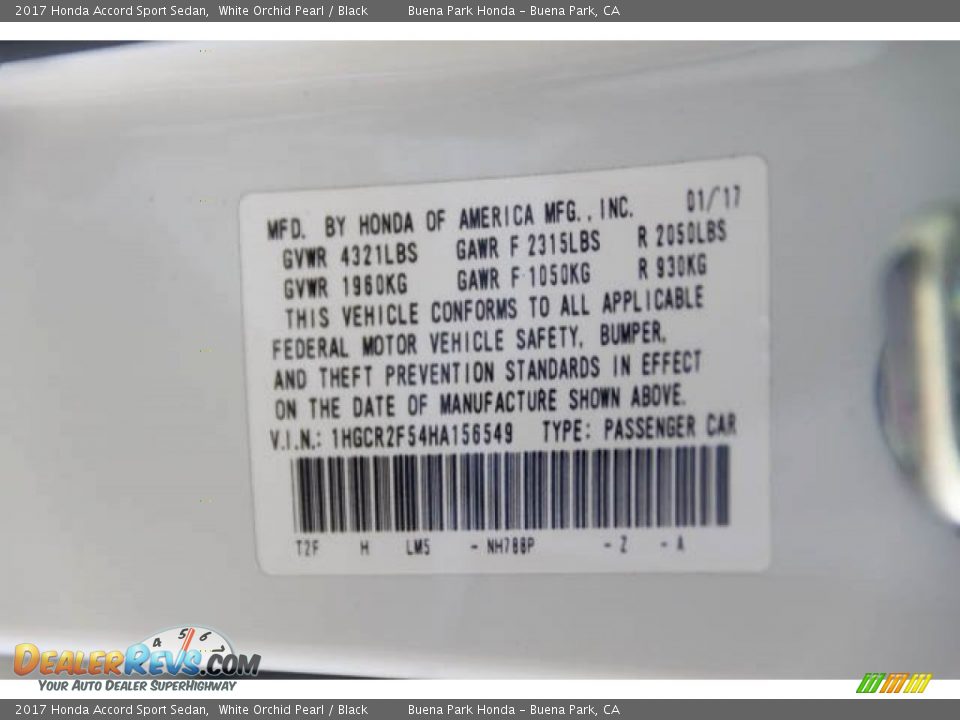 2017 Honda Accord Sport Sedan, White Orchid Pearl / Black Buena Park Honda - Buena Park, CA
01/'17
MFD. BY HONDA OF AMERICA MFG., INC.
GVWR 4321LBS GAWR F 2315LBS R 2050LBS
GVWR 1960KG GAWR F 1050KG R 930KG
THIS VEHICLE CONFORMS TO ALL APPLICABLE
FEDERAL MOTOR VEHICLE SAFETY, BUMPER,
AND THEFT PREVENTION STANDARDS IN EFFECT
ON THE DATE OF MANUFACTURE SHOWN ABOVE.
V.I.N.: 1HGCR2F54HA156549 TYPE: PASSENGER CAR
T2F H LM5 - NH788P - Z - A
4 5 6 7
DEALERREVS.COM
YOUR AUTO DEALER SUPERHIGHWAY
2017 Honda Accord Sport Sedan, White Orchid Pearl / Black Buena Park Honda - Buena Park, CA